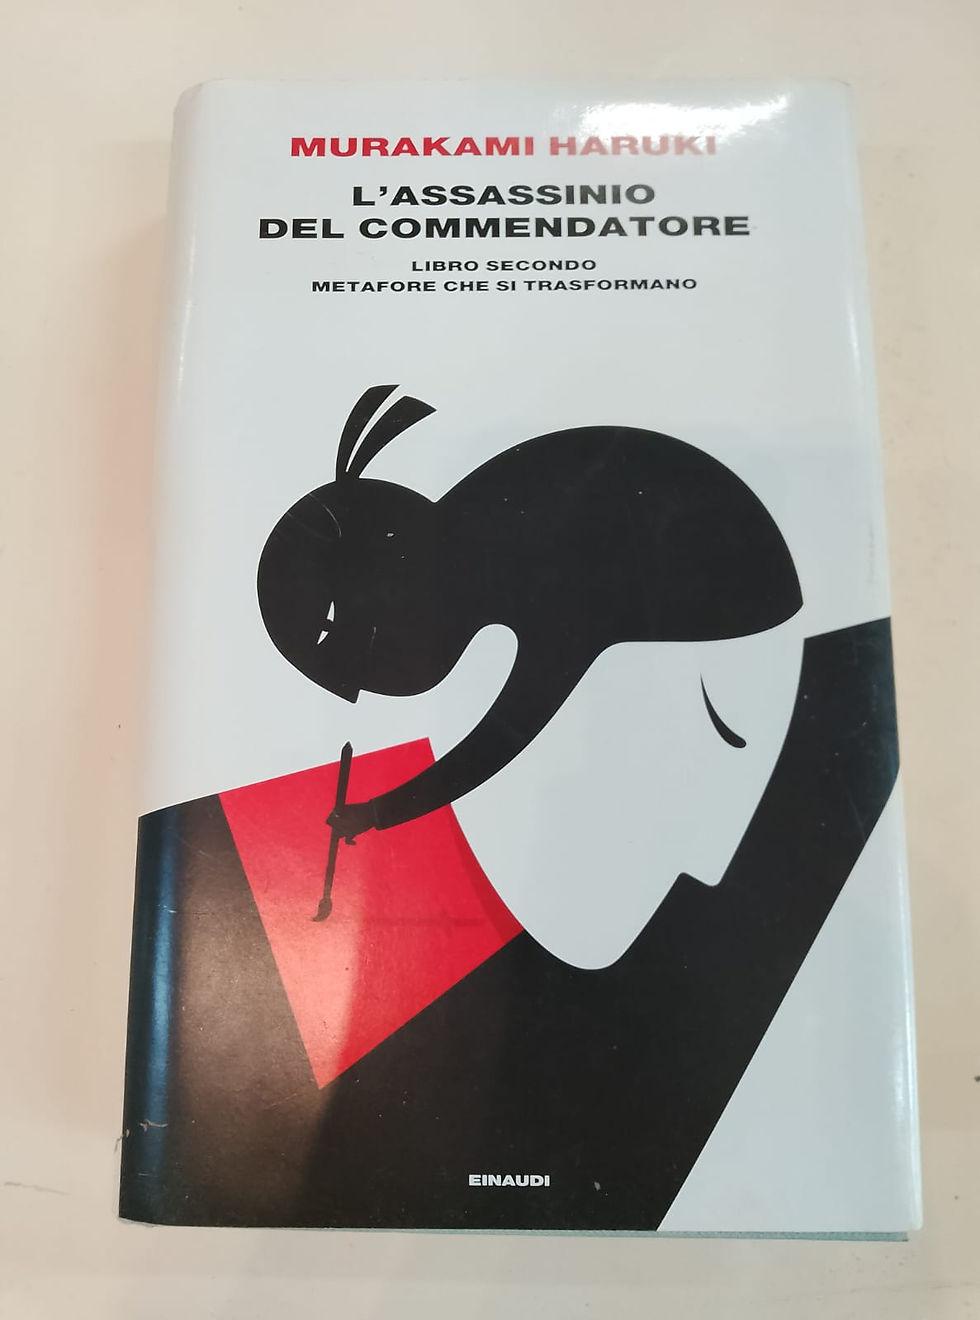 MURAKAMI HARUKI
L'ASSASSINIO
DEL COMMENDATORE
LIBRO SECONDO
METAFORE CHE SI TRASFORMANO
EINAUDI